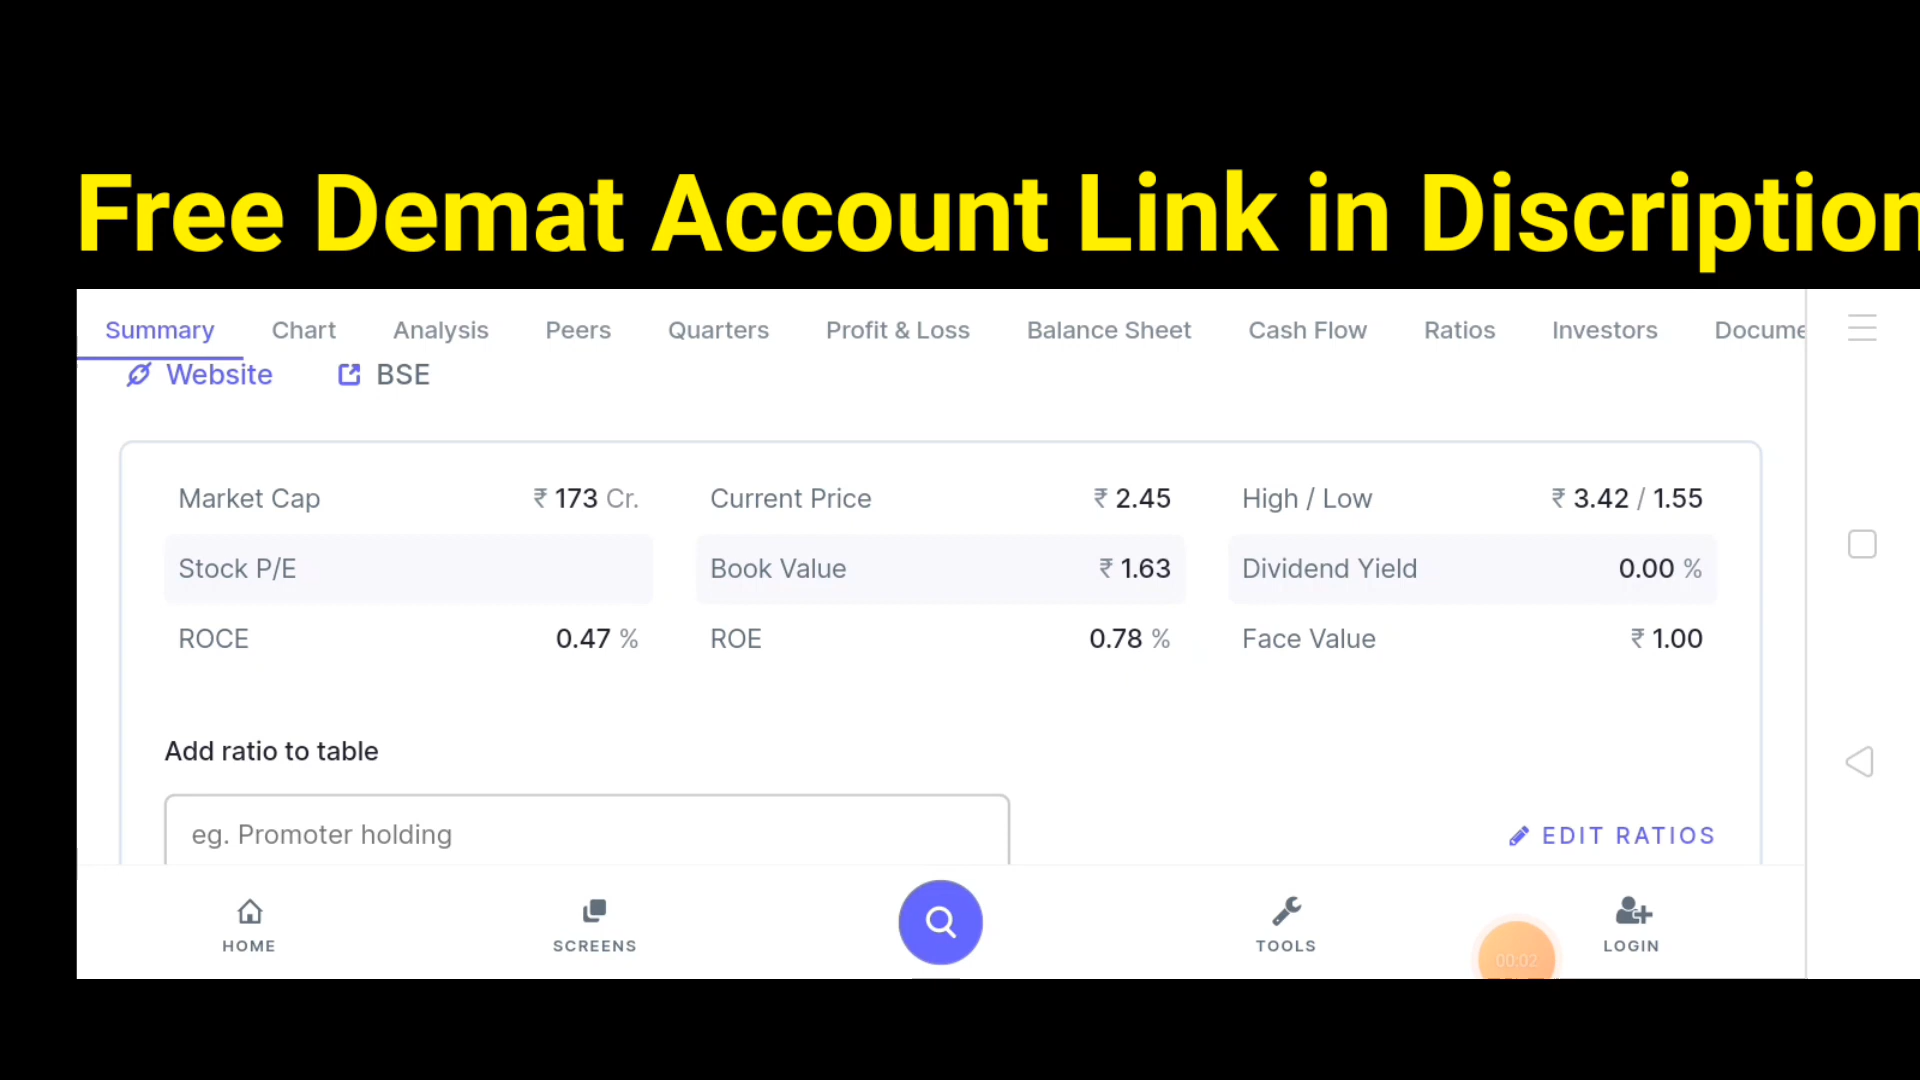 Free Demat Account Link in Discription
Summary Chart Analysis Peers Quarters Profit & Loss Balance Sheet Cash Flow Ratios Investors Docume
Website BSE
Market Cap ₹ 173 Cr. Current Price ₹ 2.45 High / Low ₹ 3.42 / 1.55
Stock P/E Book Value ₹ 1.63 Dividend Yield 0.00 %
ROCE 0.47 % ROE 0.78 % Face Value ₹ 1.00
Add ratio to table
eg. Promoter holding EDIT RATIOS
HOME SCREENS TOOLS LOGIN
00:02